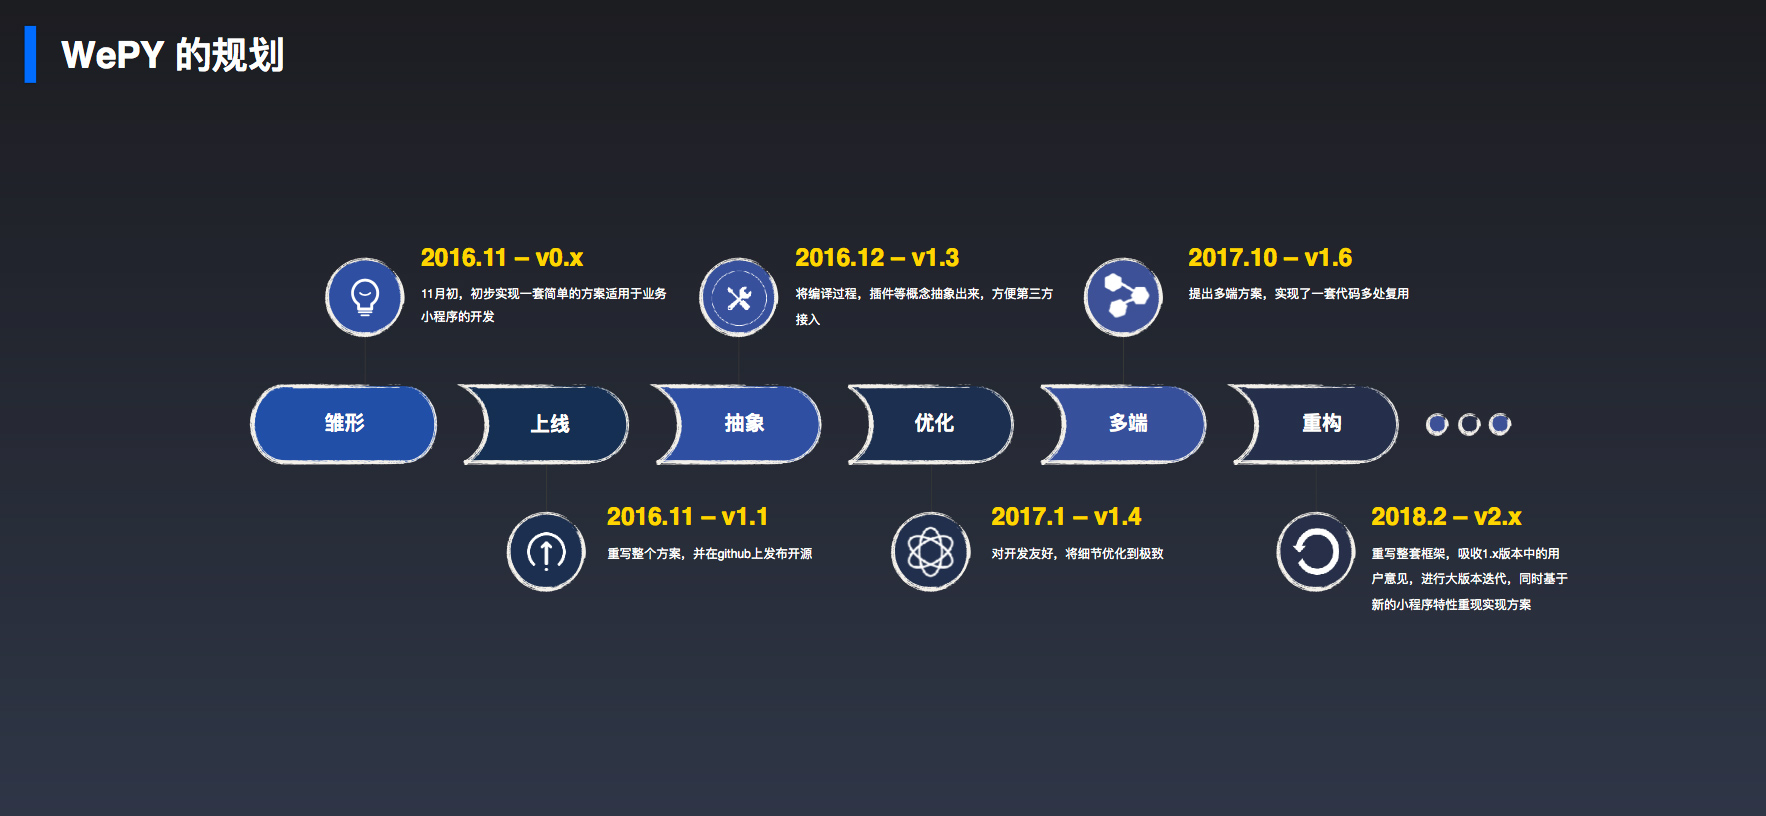 WePY 的规划
2016.11 – v0.x
11月初，初步实现一套简单的方案适用于业务
小程序的开发
2016.12 – v1.3
将编译过程，插件等概念抽象出来，方便第三方
接入
2017.10 – v1.6
提出多端方案，实现了一套代码多处复用
雏形
上线
抽象
优化
多端
重构
2016.11 – v1.1
重写整个方案，并在github上发布开源
2017.1 – v1.4
对开发友好，将细节优化到极致
2018.2 – v2.x
重写整套框架，吸收1.x版本中的用
户意见，进行大版本迭代，同时基于
新的小程序特性重现实现方案